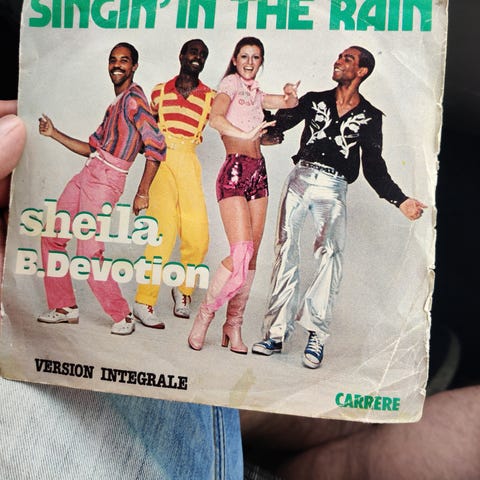 SINGIN' IN THE RAIN
sheila
B.Devotion
VERSION INTEGRALE
CARRERE